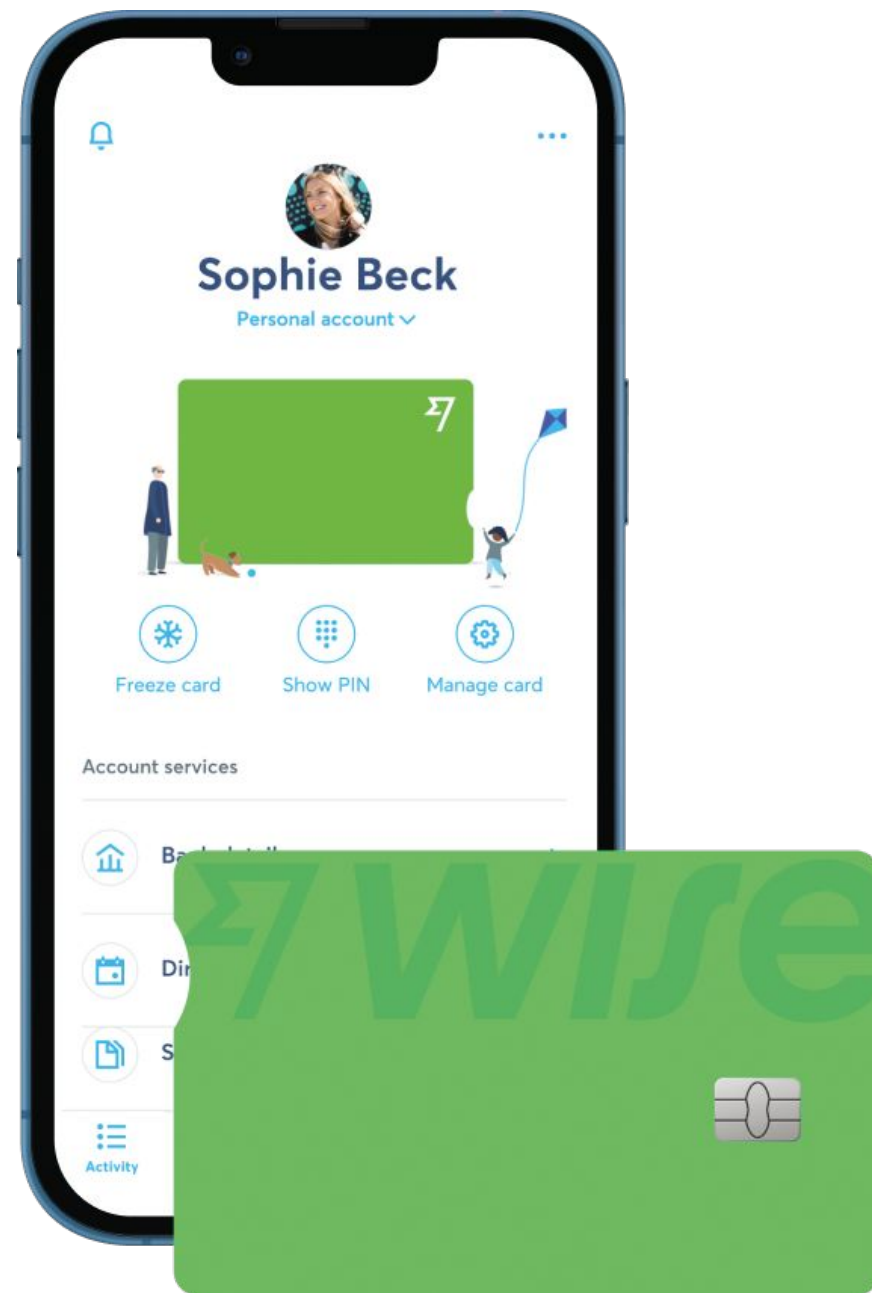 Sophie Beck
Personal account
Freeze card
Show PIN
Manage card
Account services
Activity
WISE